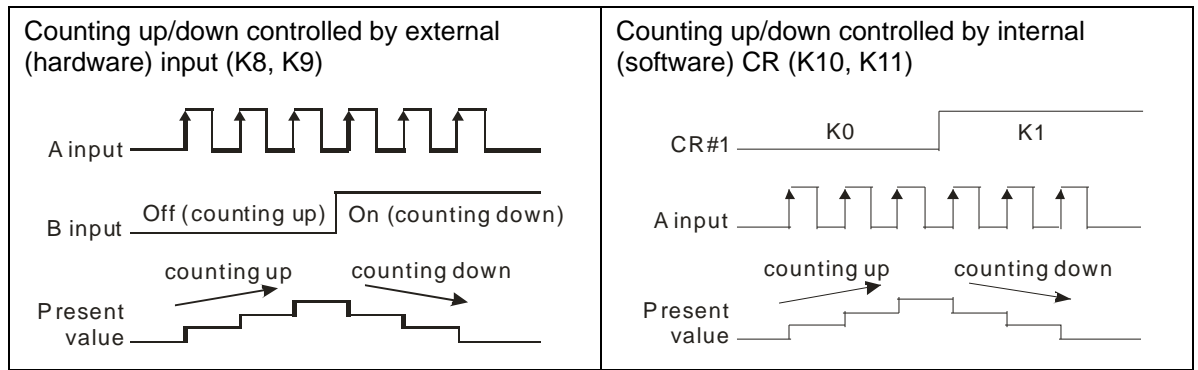 Counting up/down controlled by external
(hardware) input (K8, K9)
A input
B input
Off (counting up)
On (counting down)
counting up
counting down
Present
value
Counting up/down controlled by internal
(software) CR (K10, K11)
CR#1
K0
K1
A input
counting up
counting down
Present
value